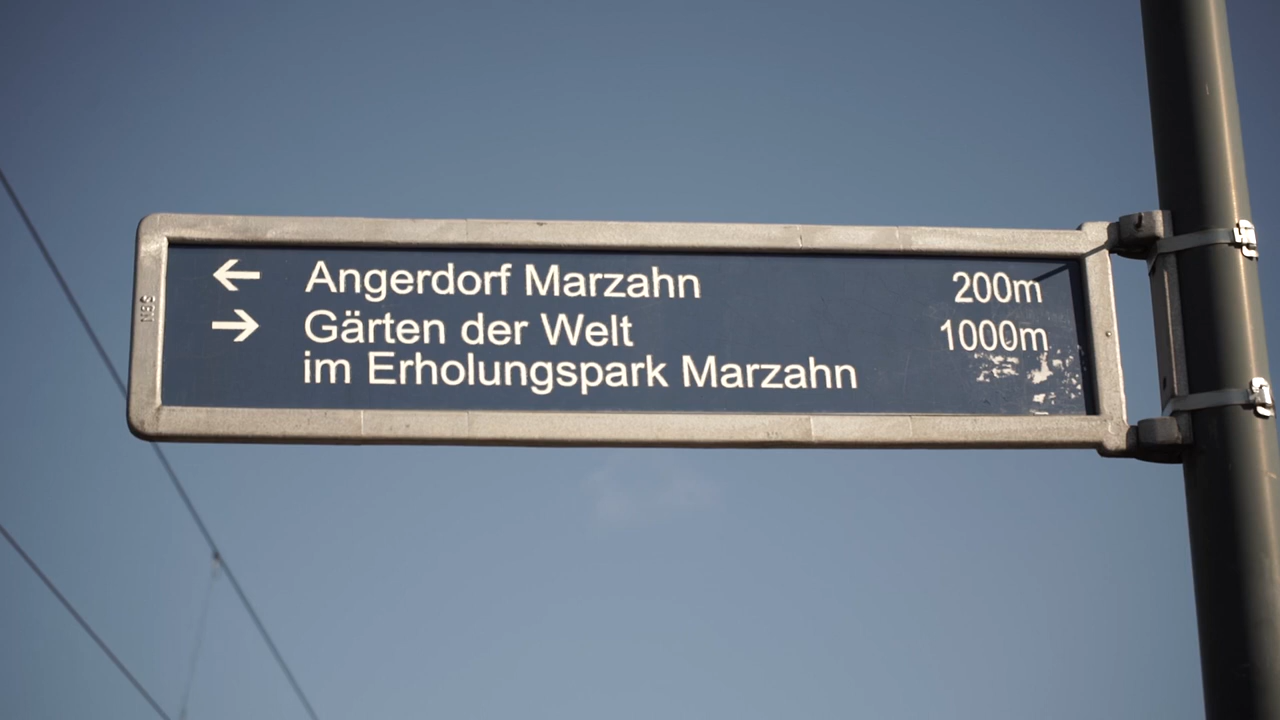 ← Angerdorf Marzahn 200m
→ Gärten der Welt 1000m
im Erholungspark Marzahn